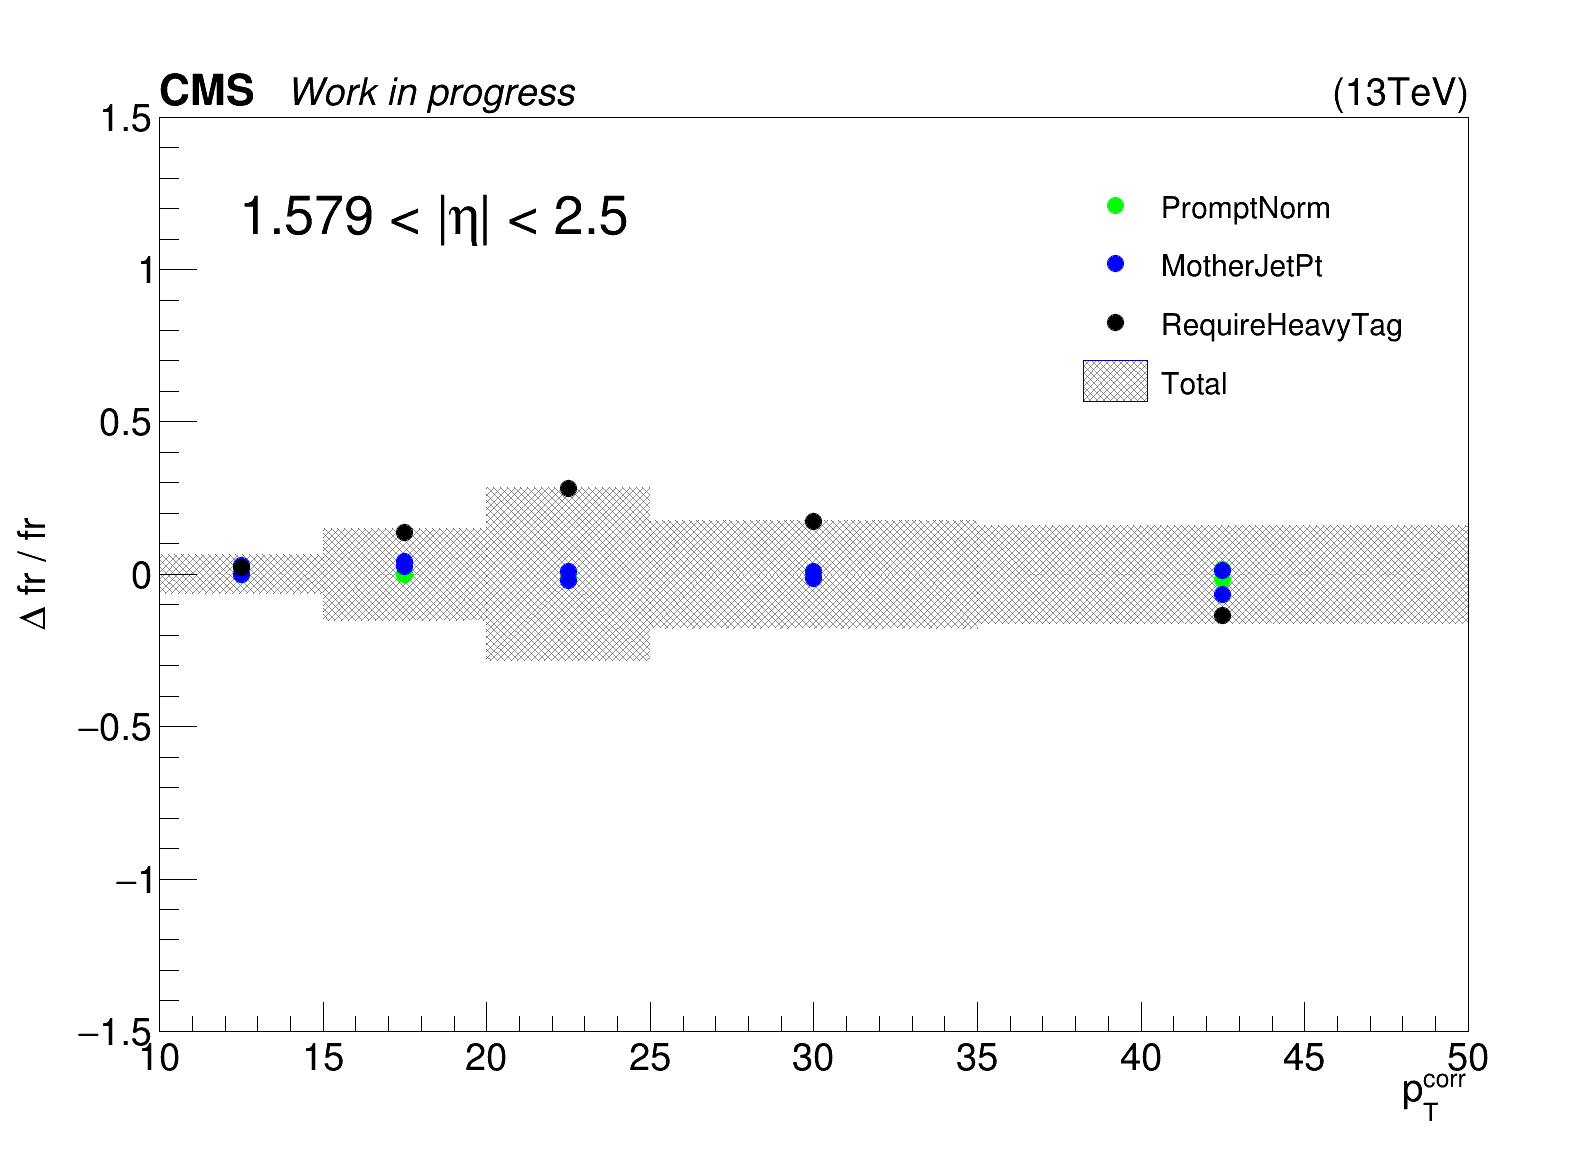 CMS Work in progress (13TeV)
1.579 < |η| < 2.5
PromptNorm
MotherJetPt
RequireHeavyTag
Total
Δ fr / fr
1.5
1
0.5
0
−0.5
−1
−1.5
10 15 20 25 30 35 40 45 50
p_T^corr